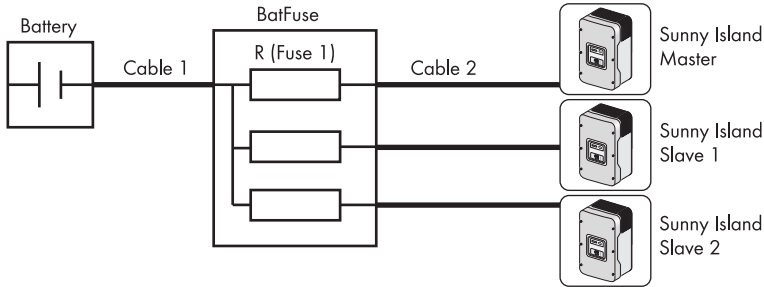 BatFuse
Battery
R (Fuse 1)
Cable 1
Cable 2
Sunny Island
Master
Sunny Island
Slave 1
Sunny Island
Slave 2